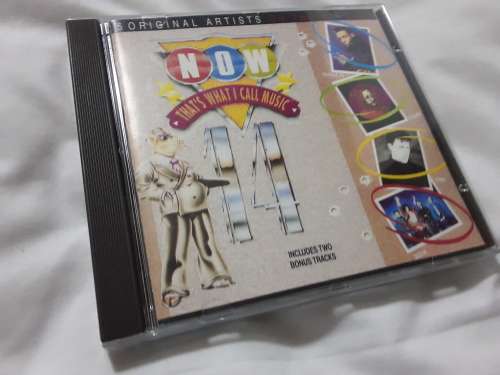 ORIGINAL ARTISTS
NOW
THAT'S WHAT I CALL MUSIC
14
INCLUDES TWO
BONUS TRACKS